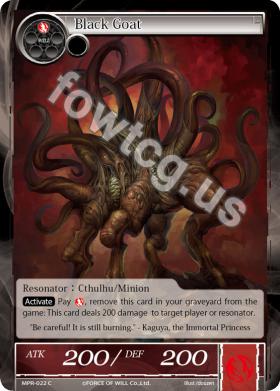 Black Goat
fowtcg.us
Resonator : Cthulhu/Minion
Activate Pay , remove this card in your graveyard from
the game: This card deals 200 damage to target player or resonator.
"Be careful! It is still burning." - Kaguya, the Immortal Princess
ATK 200/ DEF 200
MPR-022 C ©FORCE OF WILL Co.,Ltd. Illust/dozen